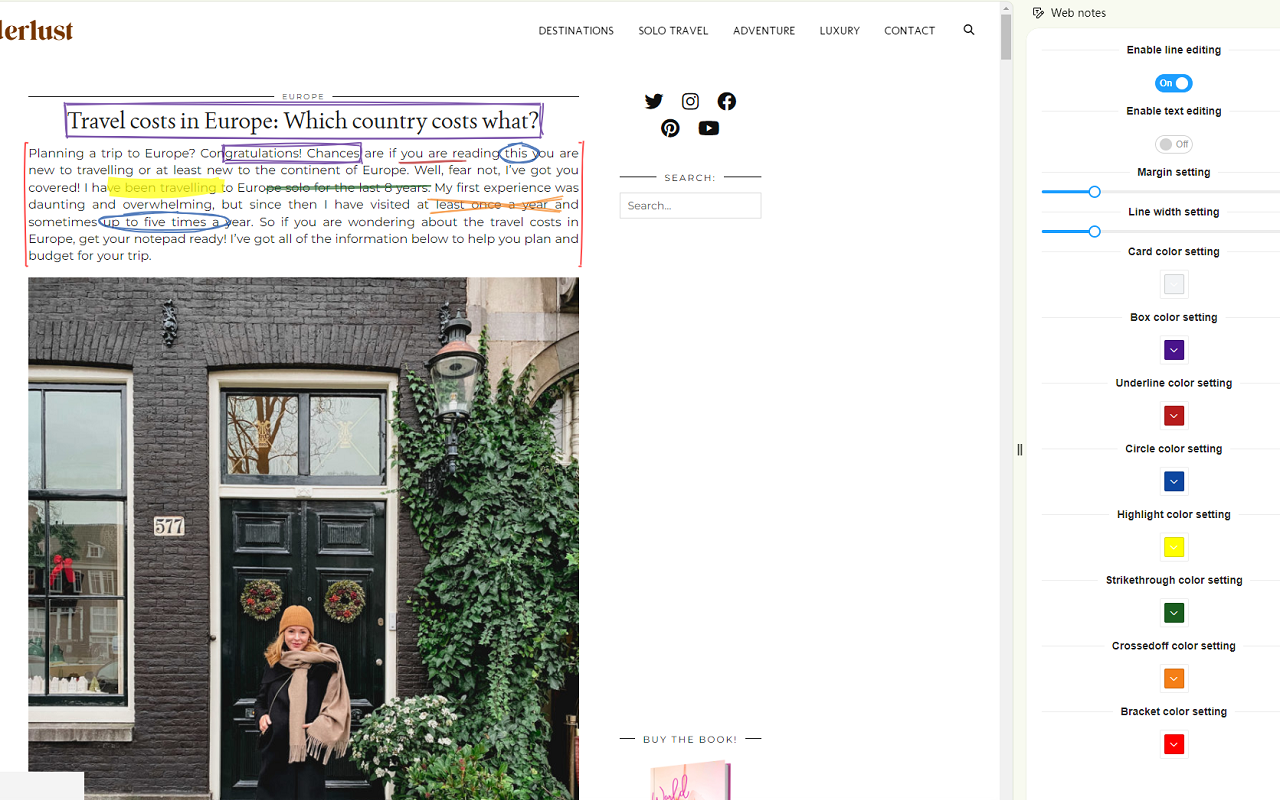 derlust
DESTINATIONS SOLO TRAVEL ADVENTURE LUXURY CONTACT
EUROPE
Travel costs in Europe: Which country costs what?
Planning a trip to Europe? Congratulations! Chances are if you are reading this you are
new to travelling or at least new to the continent of Europe. Well, fear not, I've got you
covered! I have been travelling to Europe solo for the last 8 years. My first experience was
daunting and overwhelming, but since then I have visited at least once a year and
sometimes up to five times a year. So if you are wondering about the travel costs in
Europe, get your notepad ready! I've got all of the information below to help you plan and
budget for your trip.
577
SEARCH:
Search...
BUY THE BOOK!
World
Web notes
Enable line editing
On
Enable text editing
Off
Margin setting
Line width setting
Card color setting
Box color setting
Underline color setting
Circle color setting
Highlight color setting
Strikethrough color setting
Crossedoff color setting
Bracket color setting